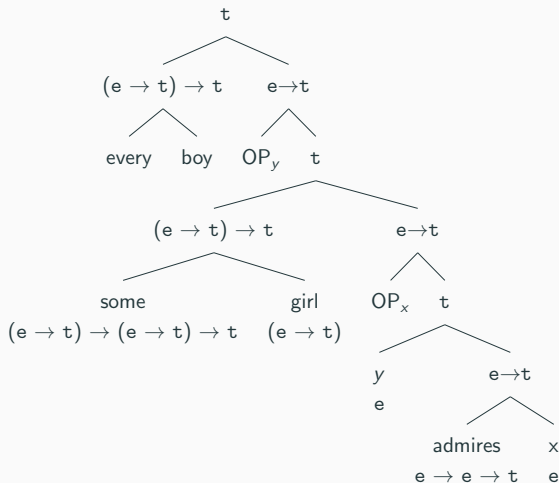 t
(e → t) → t e→t
every boy OP_y t
(e → t) → t e→t
some girl OP_x t
(e → t) → (e → t) → t (e → t)
y e→t
e
admires x
e → e → t e